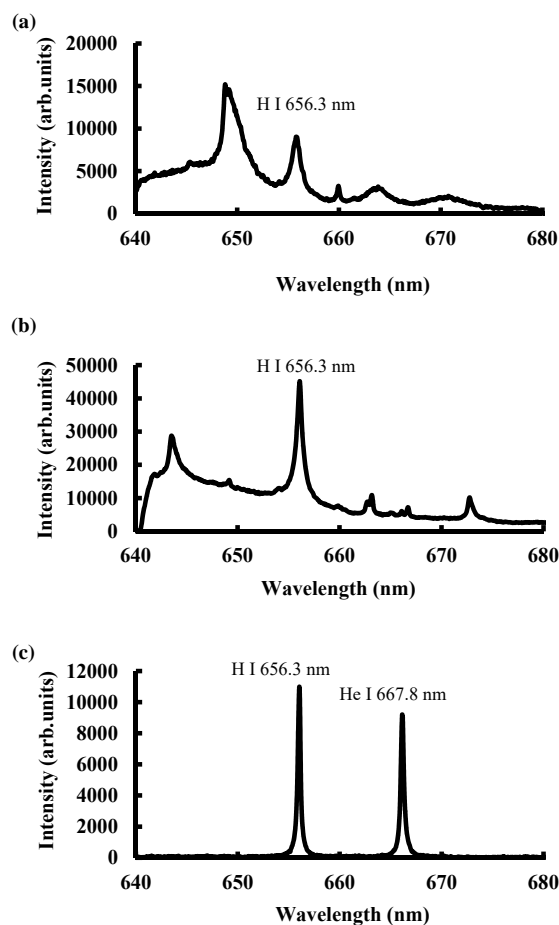 (a)
Intensity (arb.units)
20000
15000
10000
5000
0
H I 656.3 nm
640 650 660 670 680
Wavelength (nm)
(b)
Intensity (arb.units)
50000
40000
30000
20000
10000
0
H I 656.3 nm
640 650 660 670 680
Wavelength (nm)
(c)
Intensity (arb.units)
12000
10000
8000
6000
4000
2000
0
H I 656.3 nm
He I 667.8 nm
640 650 660 670 680
Wavelength (nm)